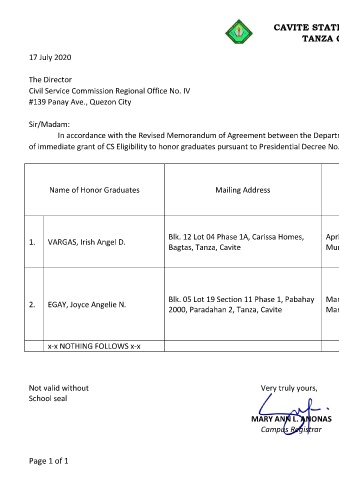 CAVITE STATE
TANZA C
17 July 2020
The Director
Civil Service Commission Regional Office No. IV
#139 Panay Ave., Quezon City
Sir/Madam:
In accordance with the Revised Memorandum of Agreement between the Departm
of immediate grant of CS Eligibility to honor graduates pursuant to Presidential Decree No.
Name of Honor Graduates Mailing Address
1. VARGAS, Irish Angel D. Blk. 12 Lot 04 Phase 1A, Carissa Homes, Apri
Bagtas, Tanza, Cavite Mun
2. EGAY, Joyce Angelie N. Blk. 05 Lot 19 Section 11 Phase 1, Pabahay Mar
2000, Paradahan 2, Tanza, Cavite Man
x-x NOTHING FOLLOWS x-x
Not valid without Very truly yours,
School seal
MARY ANN L. ANONAS
Campus Registrar
Page 1 of 1